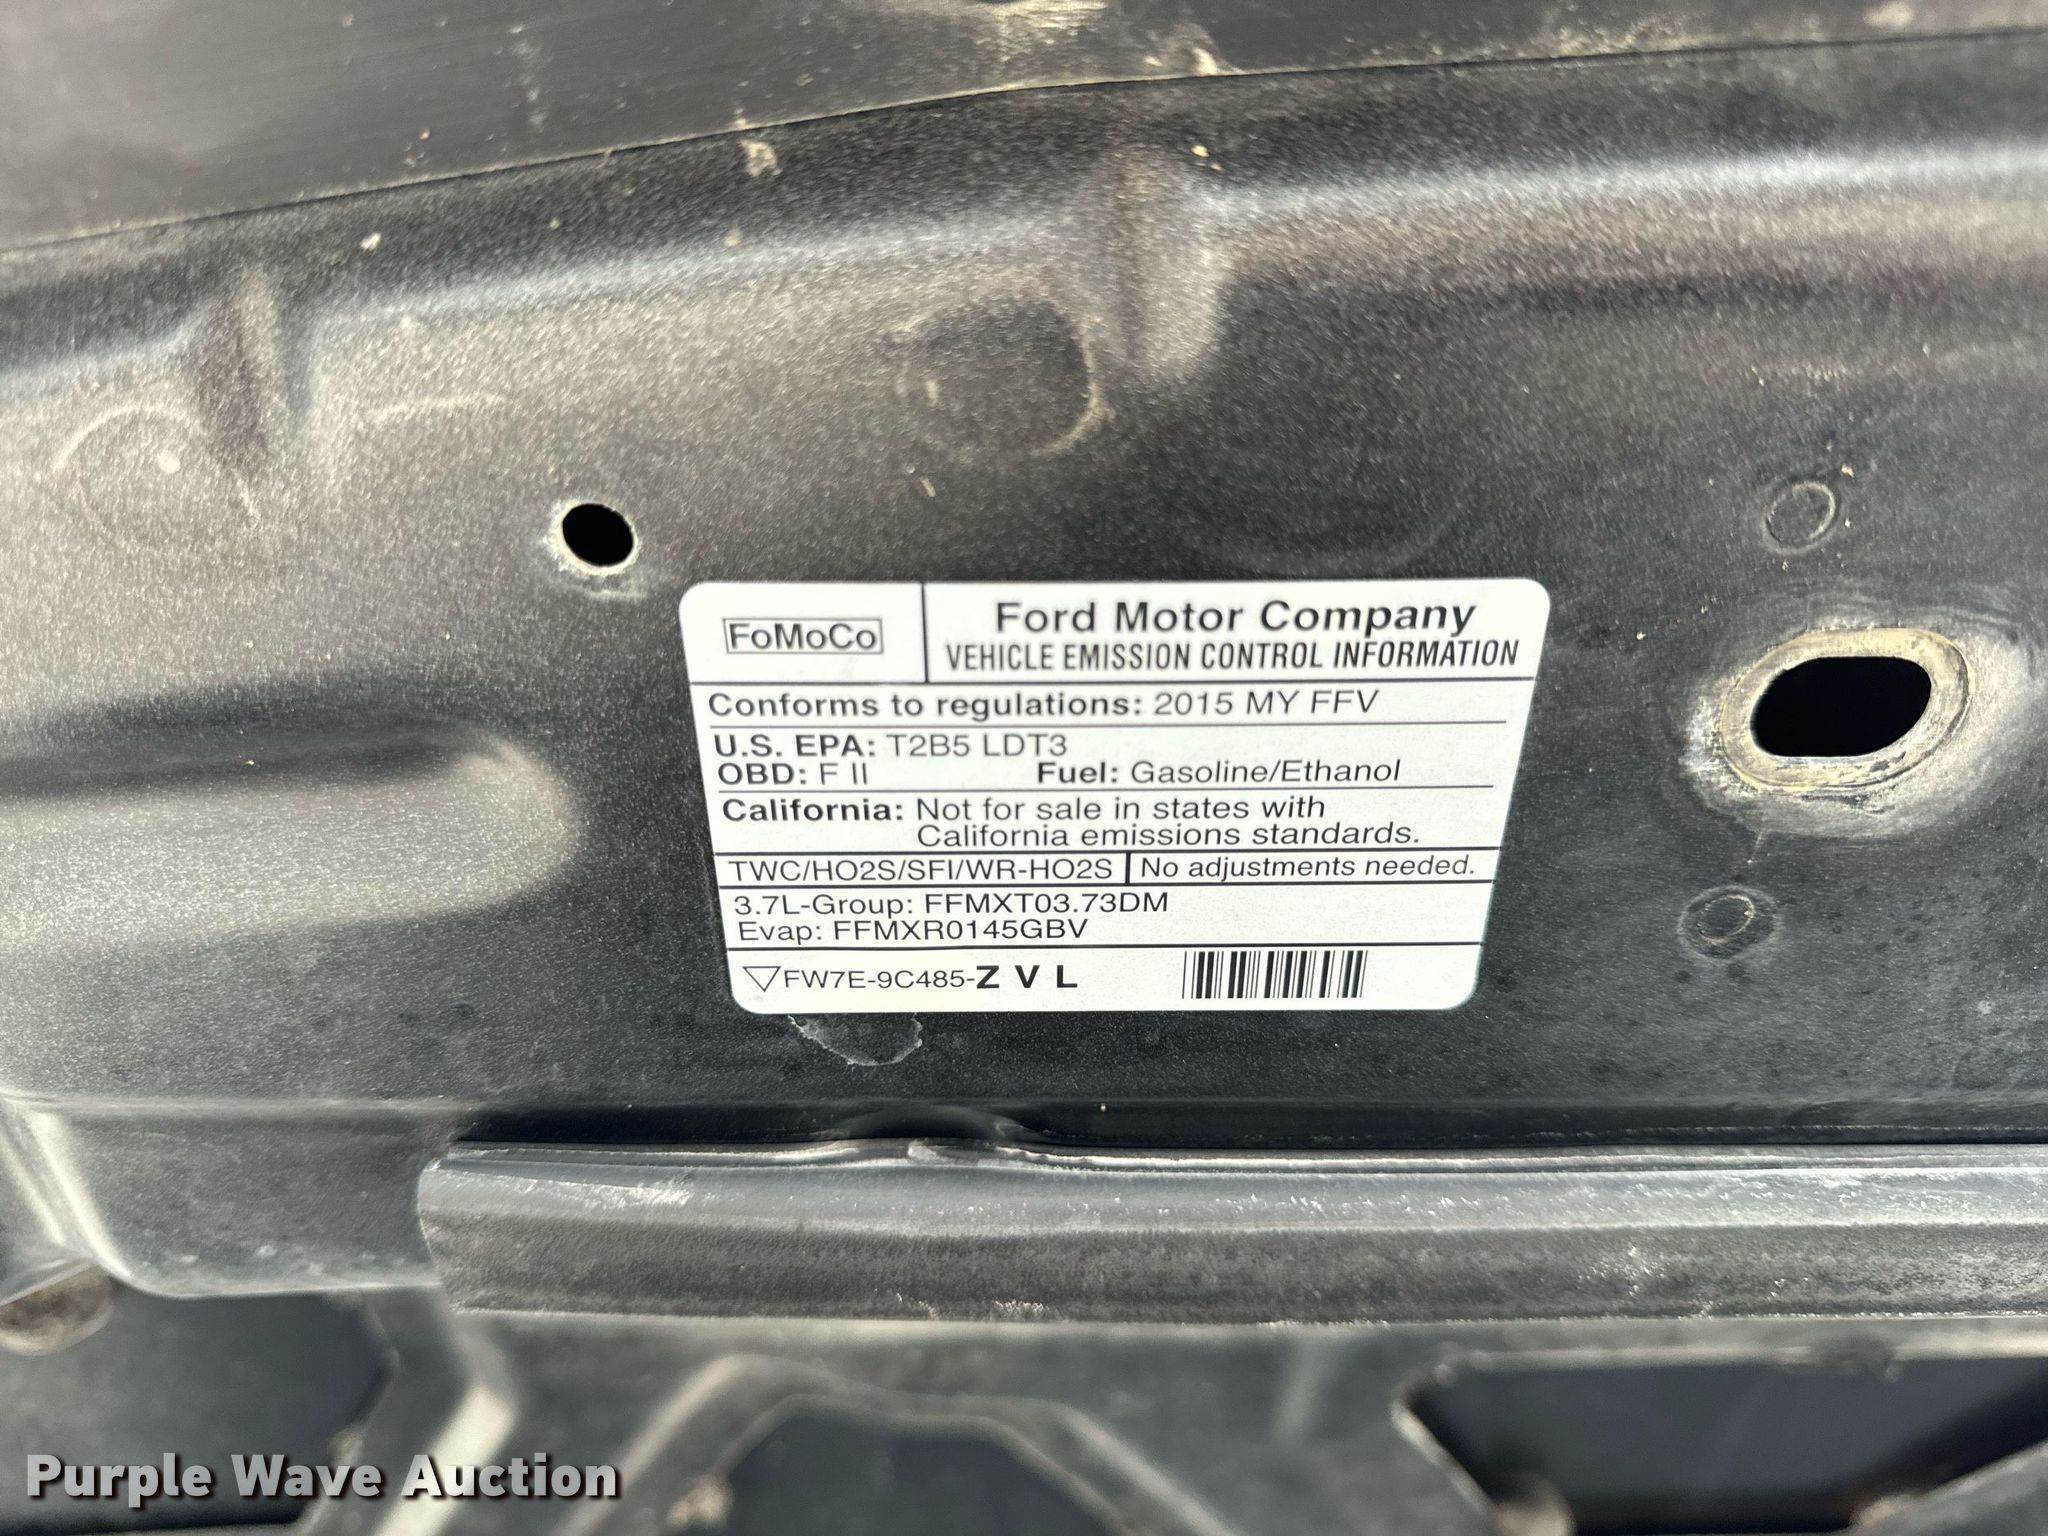 FoMoCo
Ford Motor Company
VEHICLE EMISSION CONTROL INFORMATION
Conforms to regulations: 2015 MY FFV
U.S. EPA: T2B5 LDT3
OBD: F II Fuel: Gasoline/Ethanol
California: Not for sale in states with
California emissions standards.
TWC/HO2S/SFI/WR-HO2S No adjustments needed.
3.7L-Group: FFMXT03.73DM
Evap: FFMXR0145GBV
FW7E-9C485-Z V L
Purple Wave Auction